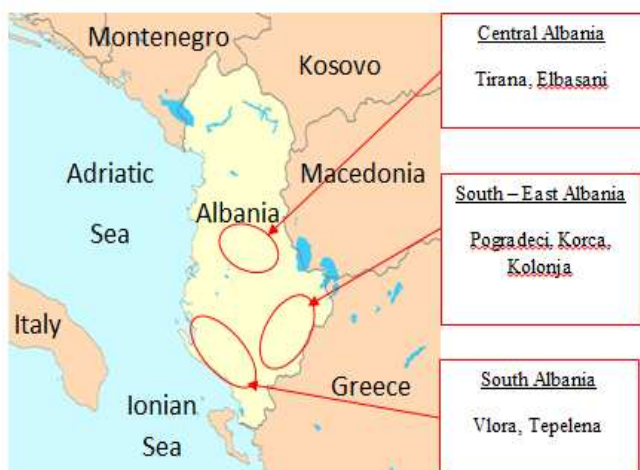 Montenegro
Kosovo
Adriatic
Sea
Macedonia
Albania
Italy
Greece
Ionian
Sea
Central Albania
Tirana, Elbasani
South – East Albania
Pogradeci, Korca,
Kolonja
South Albania
Vlora, Tepelena